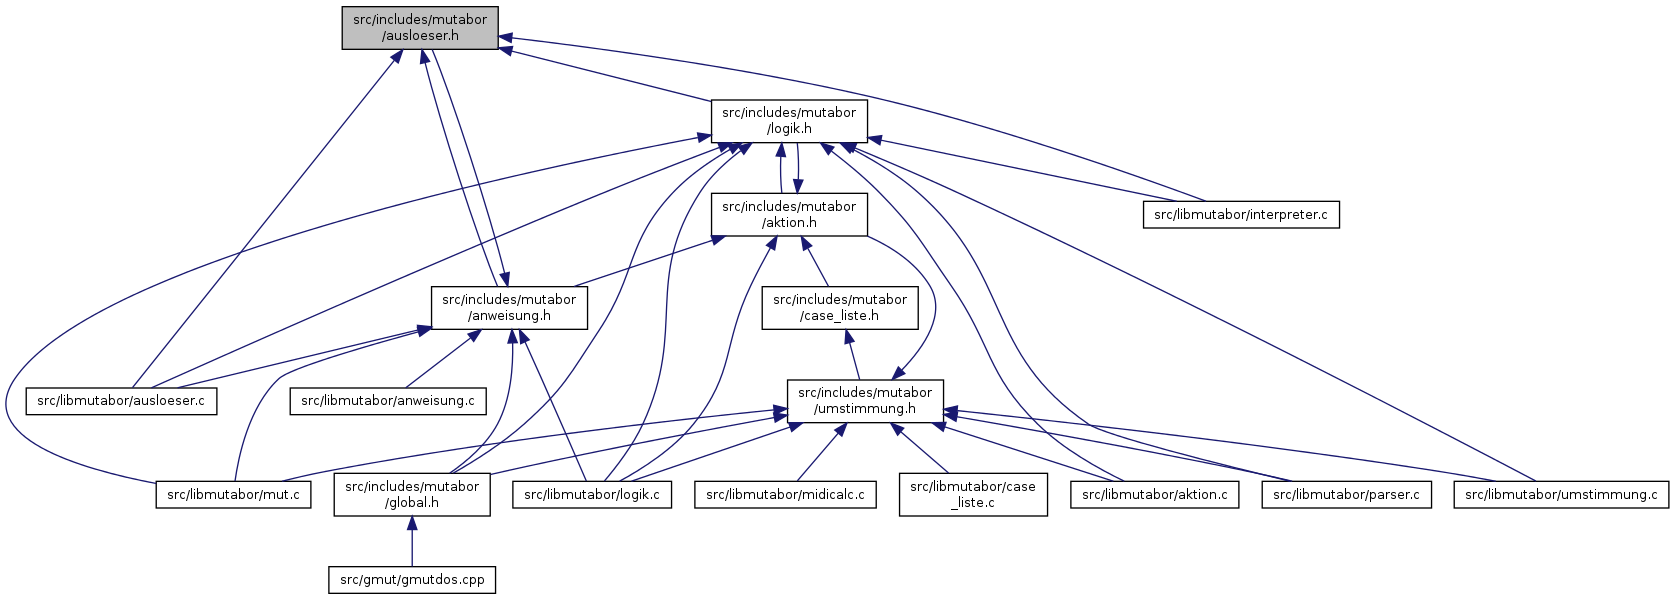 src/includes/mutabor
/ausloeser.h
src/includes/mutabor
/logik.h
src/includes/mutabor
/aktion.h
src/libmutabor/interpreter.c
src/includes/mutabor
/anweisung.h
src/includes/mutabor
/case_liste.h
src/libmutabor/ausloeser.c
src/libmutabor/anweisung.c
src/includes/mutabor
/umstimmung.h
src/libmutabor/mut.c
src/includes/mutabor
/global.h
src/libmutabor/logik.c
src/libmutabor/midicalc.c
src/libmutabor/case
_liste.c
src/libmutabor/aktion.c
src/libmutabor/parser.c
src/libmutabor/umstimmung.c
src/gmut/gmutdos.cpp